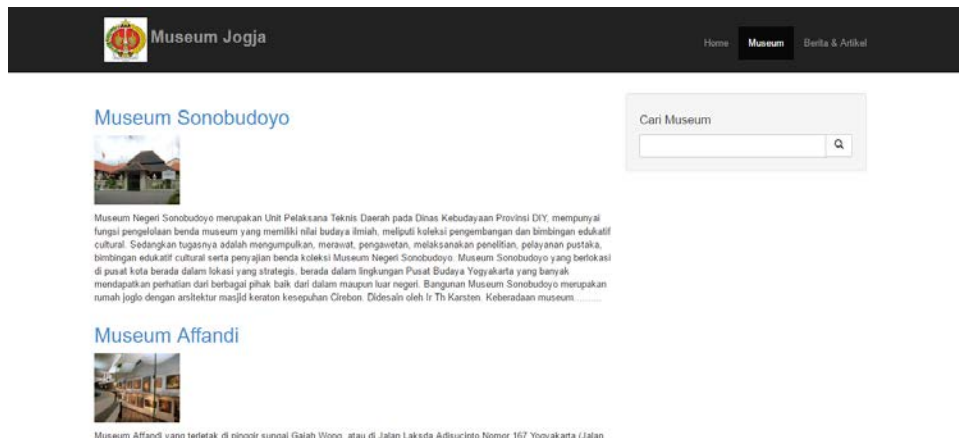 Museum Jogja
Home Museum Berita & Artikel
Museum Sonobudoyo
Cari Museum
Museum Negeri Sonobudoyo merupakan Unit Pelaksana Teknis Daerah pada Dinas Kebudayaan Provinsi DIY, mempunyai
fungsi pengelolaan benda museum yang memiliki nilai budaya ilmiah, meliputi koleksi pengembangan dan bimbingan edukatif
cultural. Sedangkan tugasnya adalah mengumpulkan, merawat, pengawetan, melaksanakan penelitian, pelayanan pustaka,
bimbingan edukatif cultural serta penyajian benda koleksi Museum Negeri Sonobudoyo. Museum Sonobudoyo yang berlokasi
di pusat kota berada dalam lokasi yang strategis, berada dalam lingkungan Pusat Budaya Yogyakarta yang banyak
mendapatkan perhatian dari berbagai pihak baik dari dalam maupun luar negeri. Bangunan Museum Sonobudoyo merupakan
rumah joglo dengan arsitektur masjid keraton kesepuhan Cirebon. Didesain oleh Ir Th Karsten. Keberadaan museum..........
Museum Affandi
Museum Affandi yang terletak di pinggir sungai Gajah Wong, atau di Jalan Laksda Adisucipto Nomor 167 Yogyakarta (Jalan